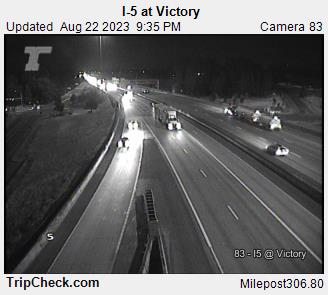 I-5 at Victory
Updated Aug 22 2023 9:35 PM Camera 83
T
S
83 - I5 @ Victory
TripCheck.com Milepost306.80